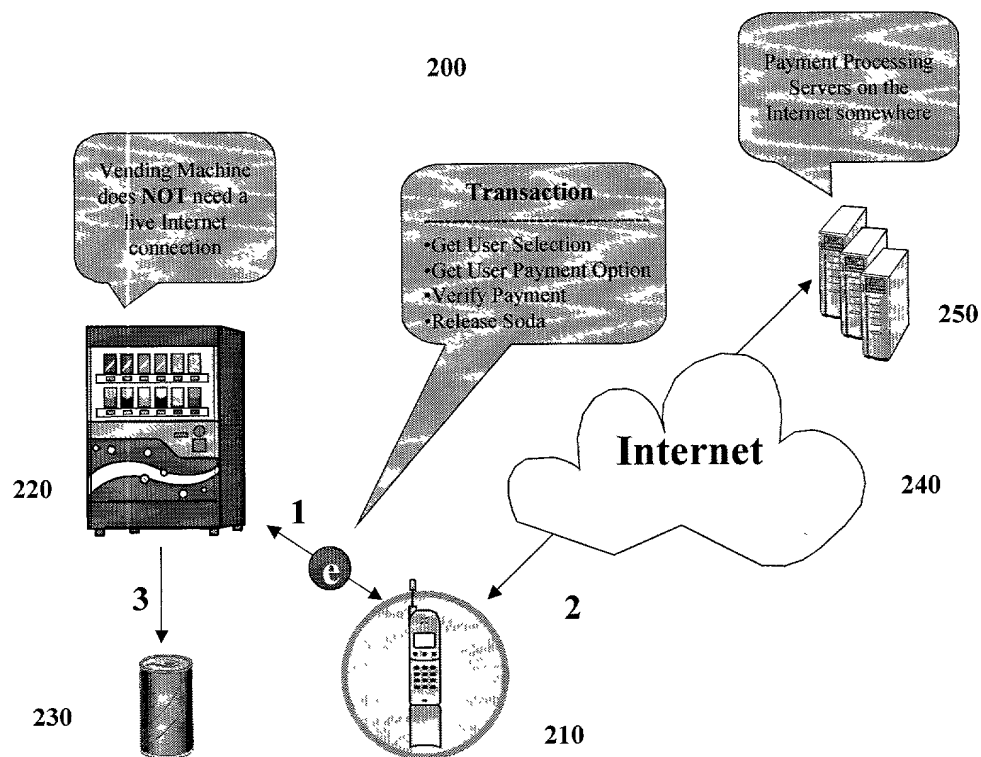 200
Payment Processing
Servers on the
Internet somewhere
Vending Machine
does NOT need a
live Internet
connection
Transaction
•Get User Selection
•Get User Payment Option
•Verify Payment
•Release Soda
250
Internet
240
220
1
e
2
3
230
210